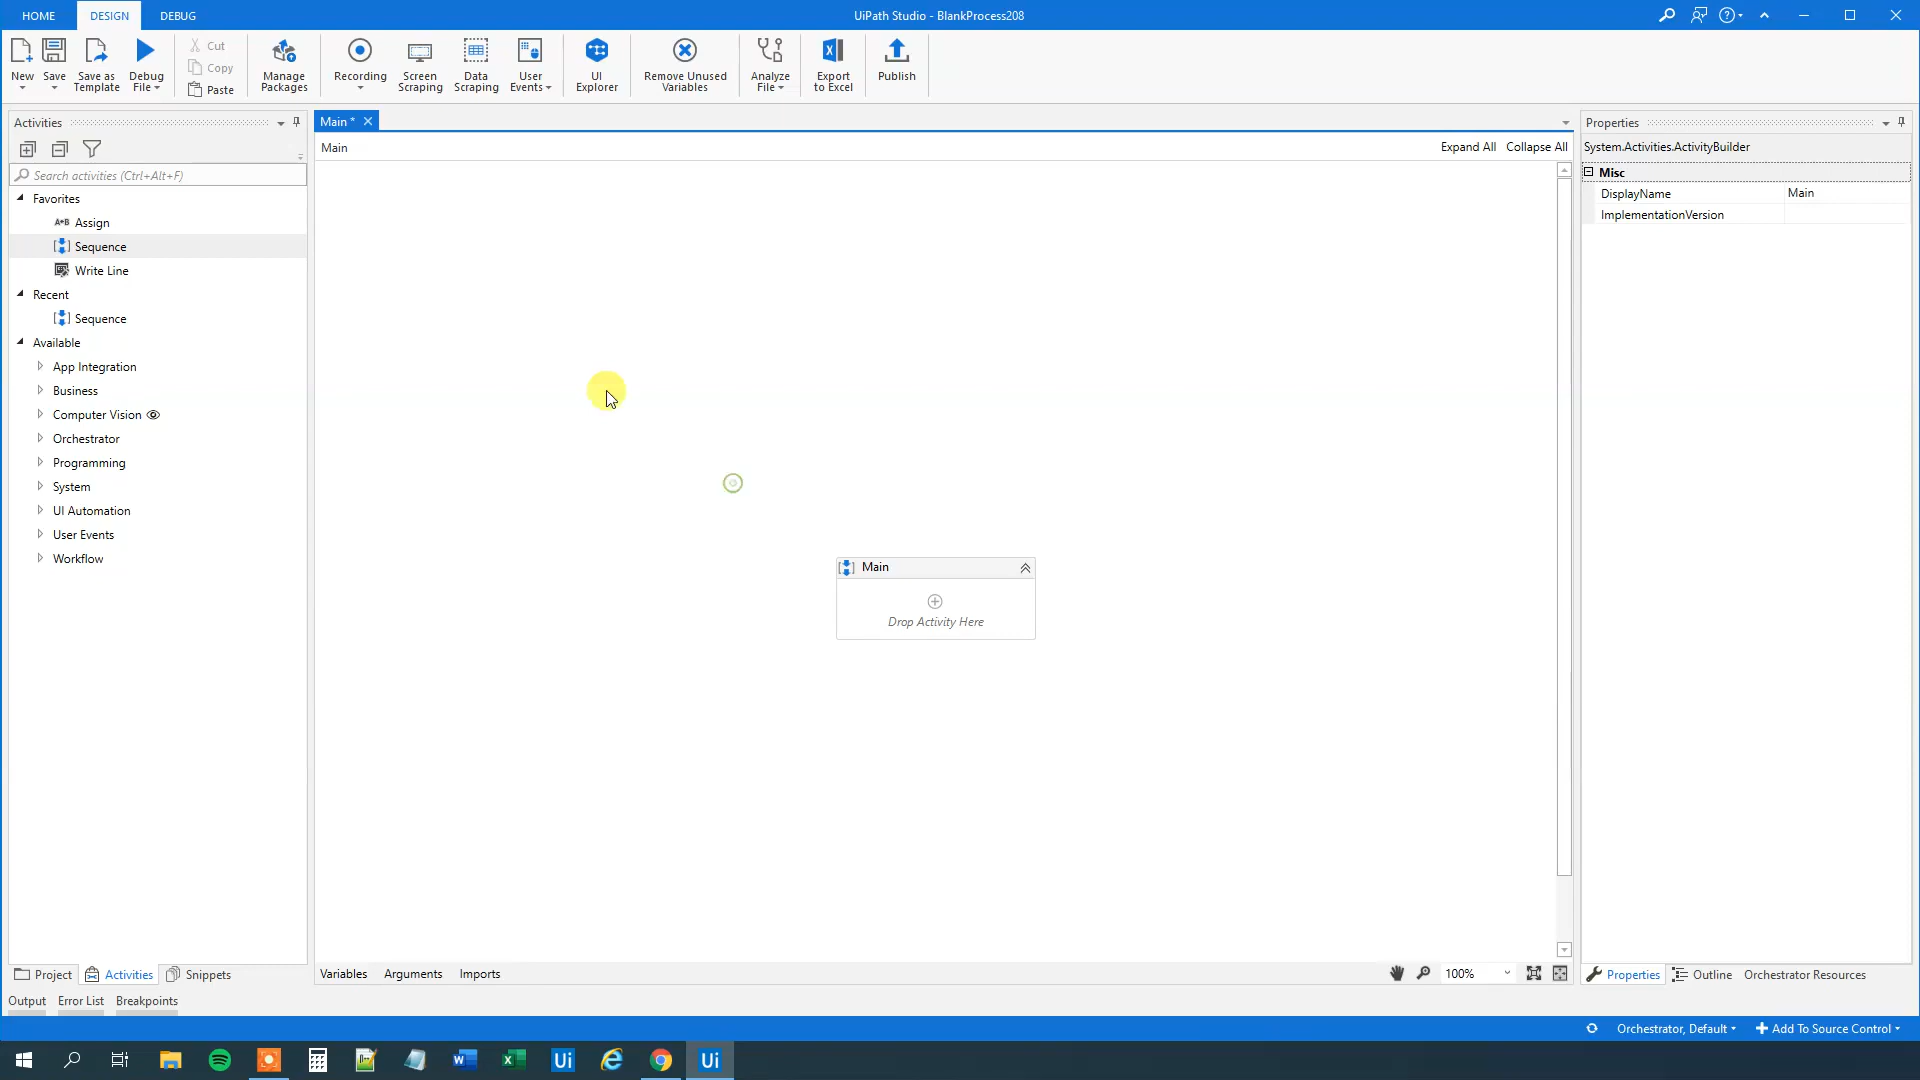 HOME
DESIGN
DEBUG
UiPath Studio - BlankProcess208
New
Save
Save as Template
Debug File
Cut
Copy
Paste
Manage Packages
Recording
Screen Scraping
Data Scraping
User Events
UI Explorer
Remove Unused Variables
Analyze File
Export to Excel
Publish
Activities
Main *
Properties
Main
Expand All
Collapse All
System.Activities.ActivityBuilder
Search activities (Ctrl+Alt+F)
Misc
DisplayName
Main
ImplementationVersion
Favorites
Assign
Sequence
Write Line
Recent
Sequence
Available
App Integration
Business
Computer Vision
Orchestrator
Programming
System
UI Automation
User Events
Workflow
Main
Drop Activity Here
Project
Activities
Snippets
Variables
Arguments
Imports
100%
Properties
Outline
Orchestrator Resources
Output
Error List
Breakpoints
Orchestrator, Default
Add To Source Control